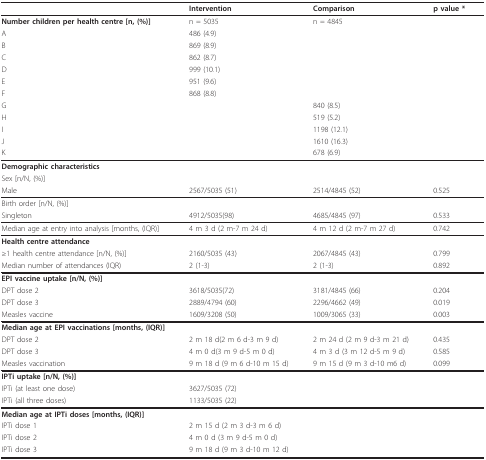 Intervention Comparison p value *
Number children per health centre [n, (%)] n = 5035 n = 4845
A 486 (4.9)
B 869 (8.9)
C 862 (8.7)
D 999 (10.1)
E 951 (9.6)
F 868 (8.8)
G 840 (8.5)
H 519 (5.2)
I 1198 (12.1)
J 1610 (16.3)
K 678 (6.9)
Demographic characteristics
Sex [n/N, (%)]
Male 2567/5035 (51) 2514/4845 (52) 0.525
Birth order [n/N, (%)]
Singleton 4912/5035(98) 4685/4845 (97) 0.533
Median age at entry into analysis [months, (IQR)] 4 m 3 d (2 m-7 m 24 d) 4 m 12 d (2 m-7 m 27 d) 0.742
Health centre attendance
≥1 health centre attendance [n/N, (%)] 2160/5035 (43) 2067/4845 (43) 0.799
Median number of attendances (IQR) 2 (1-3) 2 (1-3) 0.892
EPI vaccine uptake [n/N, (%)]
DPT dose 2 3618/5035(72) 3181/4845 (66) 0.204
DPT dose 3 2889/4794 (60) 2296/4662 (49) 0.019
Measles vaccine 1609/3208 (50) 1009/3065 (33) 0.003
Median age at EPI vaccinations [months, (IQR)]
DPT dose 2 2 m 18 d(2 m 6 d-3 m 9 d) 2 m 24 d (2 m 9 d-3 m 21 d) 0.435
DPT dose 3 4 m 0 d(3 m 9 d-5 m 0 d) 4 m 3 d (3 m 12 d-5 m 9 d) 0.585
Measles vaccination 9 m 18 d (9 m 6 d-10 m 15 d) 9 m 15 d (9 m 3 d-10 m6 d) 0.099
IPTi uptake [n/N, (%)]
IPTi (at least one dose) 3627/5035 (72)
IPTi (all three doses) 1133/5035 (22)
Median age at IPTi doses [months, (IQR)]
IPTi dose 1 2 m 15 d (2 m 3 d-3 m 6 d)
IPTi dose 2 4 m 0 d (3 m 9 d-5 m 0 d)
IPTi dose 3 9 m 18 d (9 m 3 d-10 m 12 d)